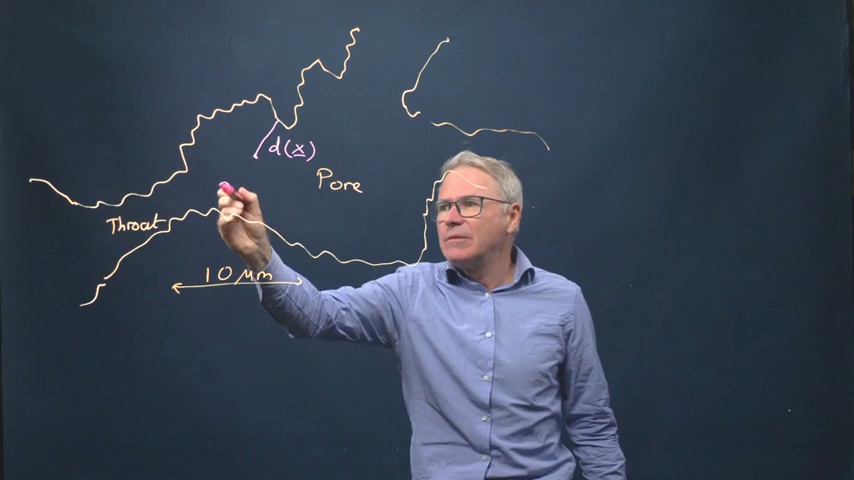 d(x)
Pore
Throat
10 μm